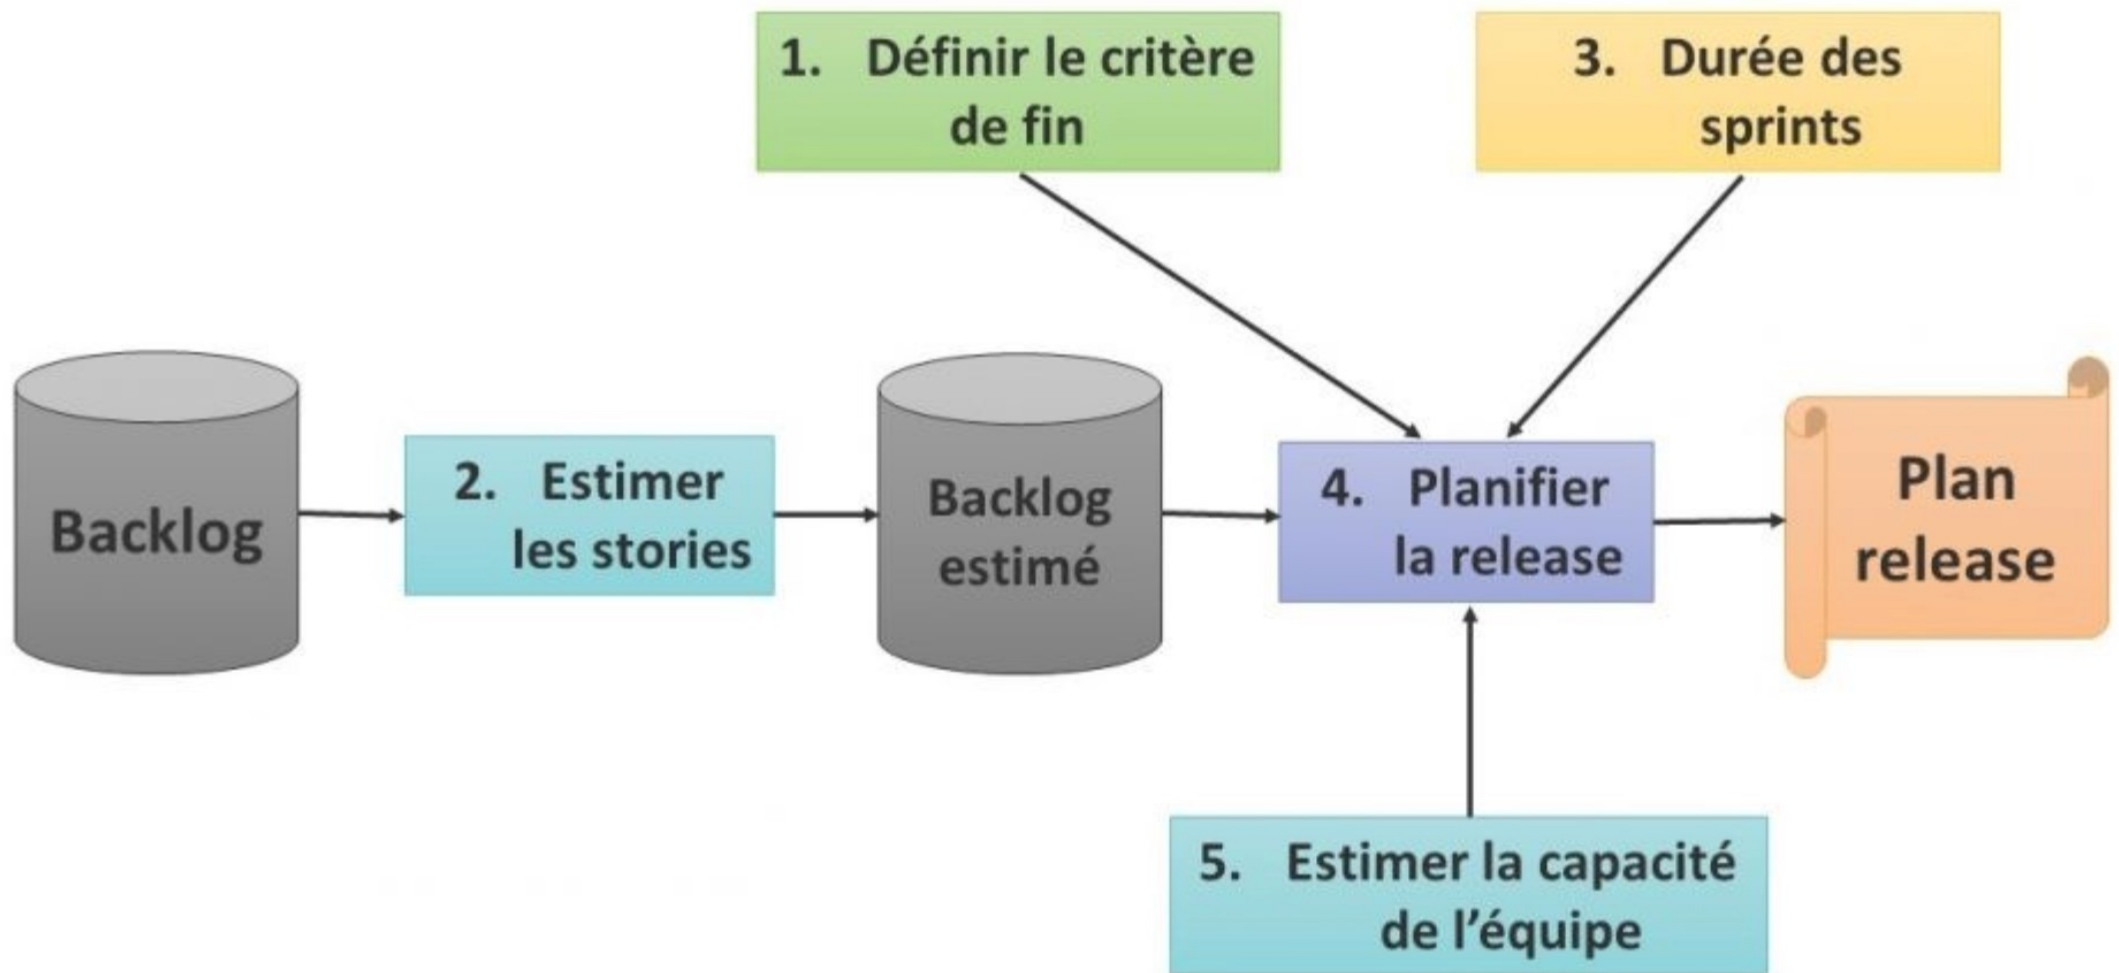 1. Définir le critère
de fin
3. Durée des
sprints
Backlog
2. Estimer
les stories
Backlog
estimé
4. Planifier
la release
Plan
release
5. Estimer la capacité
de l’équipe